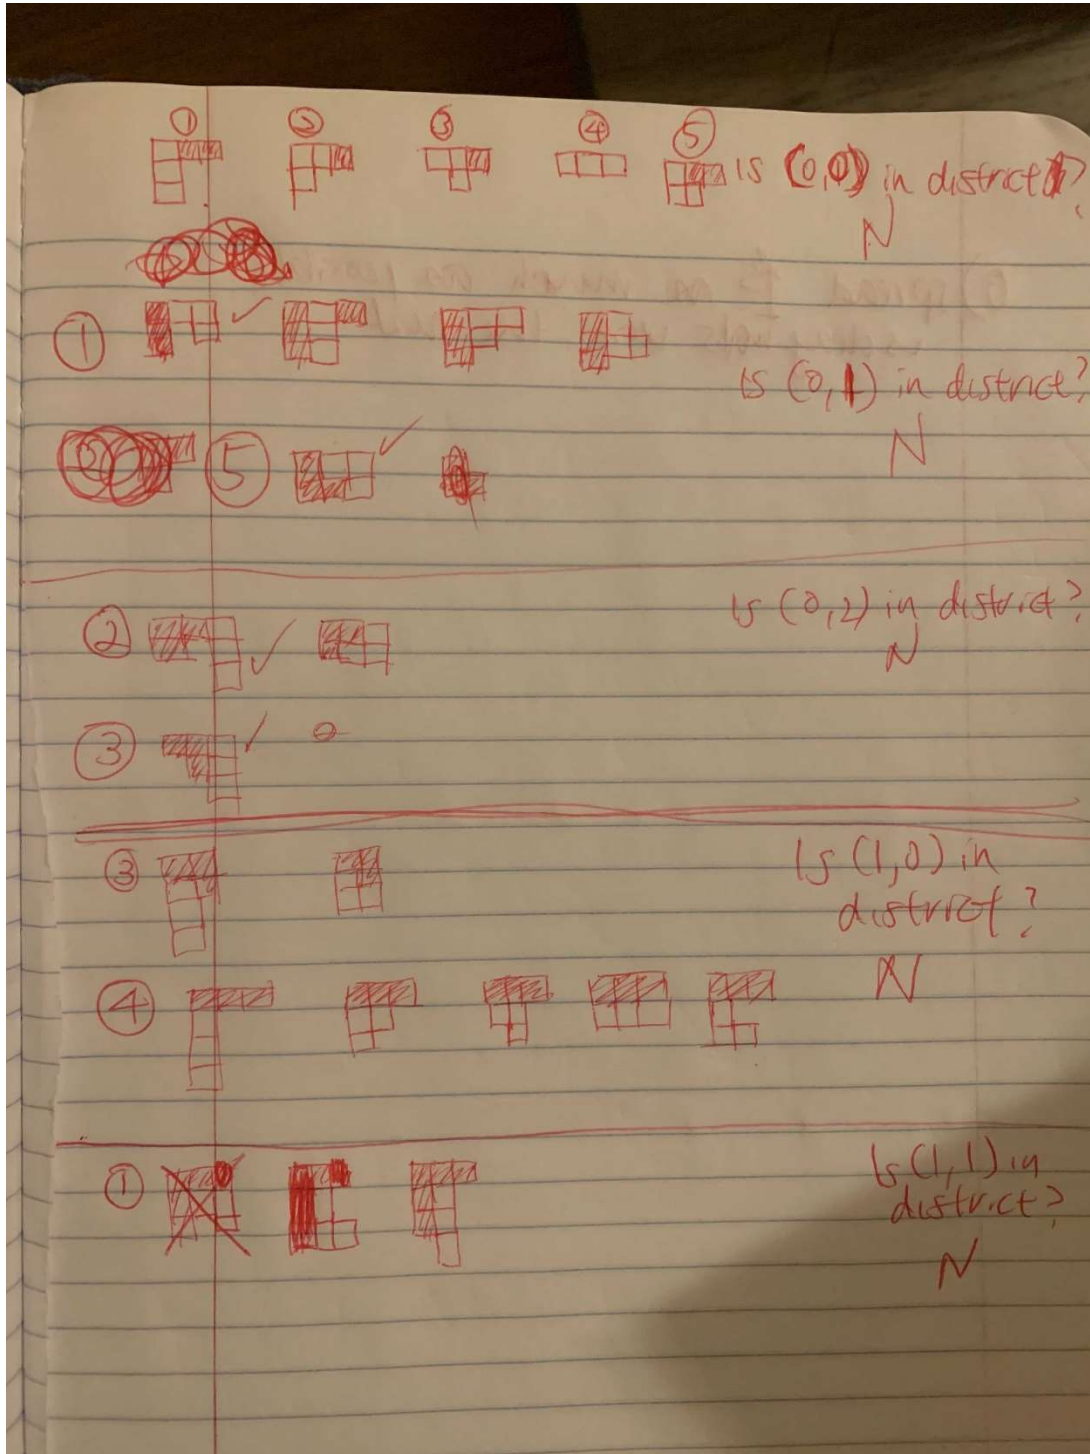 ① ② ③ ④ ⑤
is (0,0) in district?
N
①
is (0,1) in district?
N
⑤
is (0,2) in district?
②
N
③
③
Is (1,0) in
district?
④
N
①
Is (1,1) in
district?
N